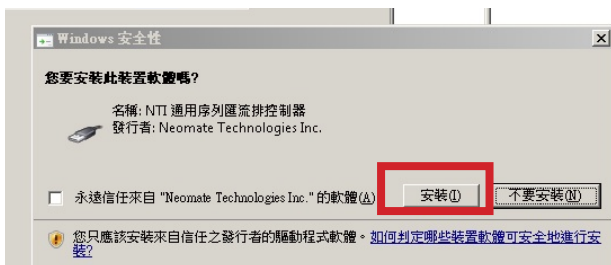 Windows 安全性
您要安裝此裝置軟體嗎?
名稱: NTI 通用序列匯流排控制器
發行者: Neomate Technologies Inc.
永遠信任來自 "Neomate Technologies Inc." 的軟體(A)
安裝(I)
不要安裝(N)
您只應該安裝來自信任之發行者的驅動程式軟體。如何判定哪些裝置軟體可安全地進行安
裝?